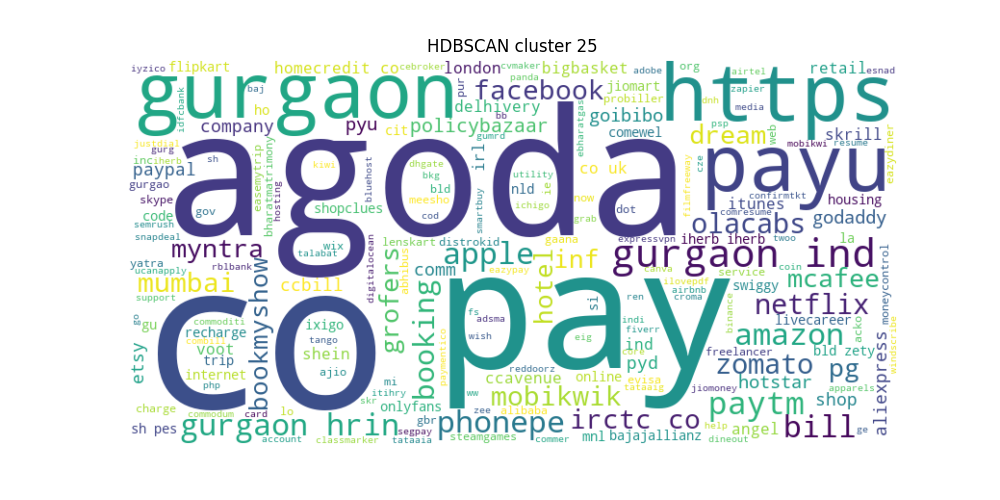 HDBSCAN cluster 25
iyzico flipkart homecredit co cebroker london cvmaker bigbasket org airtel retail esnad
gurgaon baj pur panda adobe https zapier
idfcbank facebook jiomart probiller dnh media
ho delhivery bb goibibo psp web
company pyu cit policybazaar gumrd irl comewel ebharatgas dream skrill
justdial gurg mobikwi resume
inc iherb sh easemytrip bharatmatrimony hosting agoda kiwi bluehost dhgate utility ie co uk filmfreeway cze payu eazydiner
paypal bkg bld nld ichigo now grab itunes confirmtkt housing
gurgao skype gov shopclues meesho cod smartbuy dot olacabs comresume godaddy
code semrush
snapdeal myntra wix talabat digitalocean lenskart distrokid gaana expressvpn iherb iherb twoo la
yatra rblbank abhibus apple eazypay inf gurgaon ind moneycontrol
ucanapply mumbai ccbill comm hotel canva ilovepdf service coin mcafee
support bookmyshow grofers booking fs adsma si ren airbnb croma swiggy
go gu commoditi ixigo co pay wish indi fiverr binance netflix livecareer acko
recharge tango eig ind core amazon
etsy combill voot shein paymentico reddoorz pyd freelancer bld zety windscribe
trip ajio ccavenue online evisa tataaig zomato pg aliexpress
internet php mi itihry ww mobikwik jiomoney hotstar apparels
charge commodum card lo skr onlyfans zee alibaba paytm shop
sh pes gurgaon hrin segpay gbr phonepe irctc co help angel bill ge
account classmarker tataaia steamgames commer mnl bajajallianz dineout